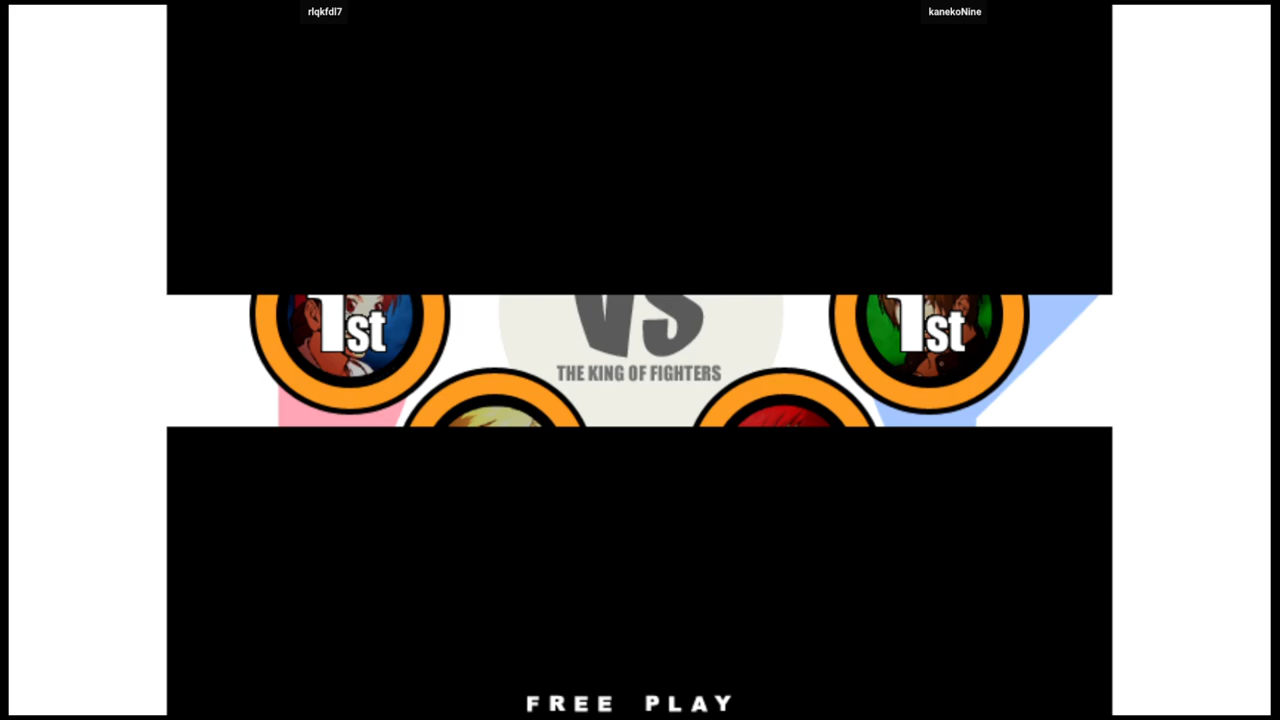 rlqkfdl7
kanekoNine
1st
VS
1st
THE KING OF FIGHTERS
FREE PLAY